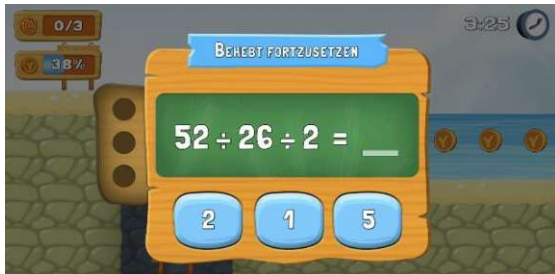 0/3
3:25
38%
BEHEBT FORTZUSETZEN
52 ÷ 26 ÷ 2 = __
2 1 5
Y Y Y